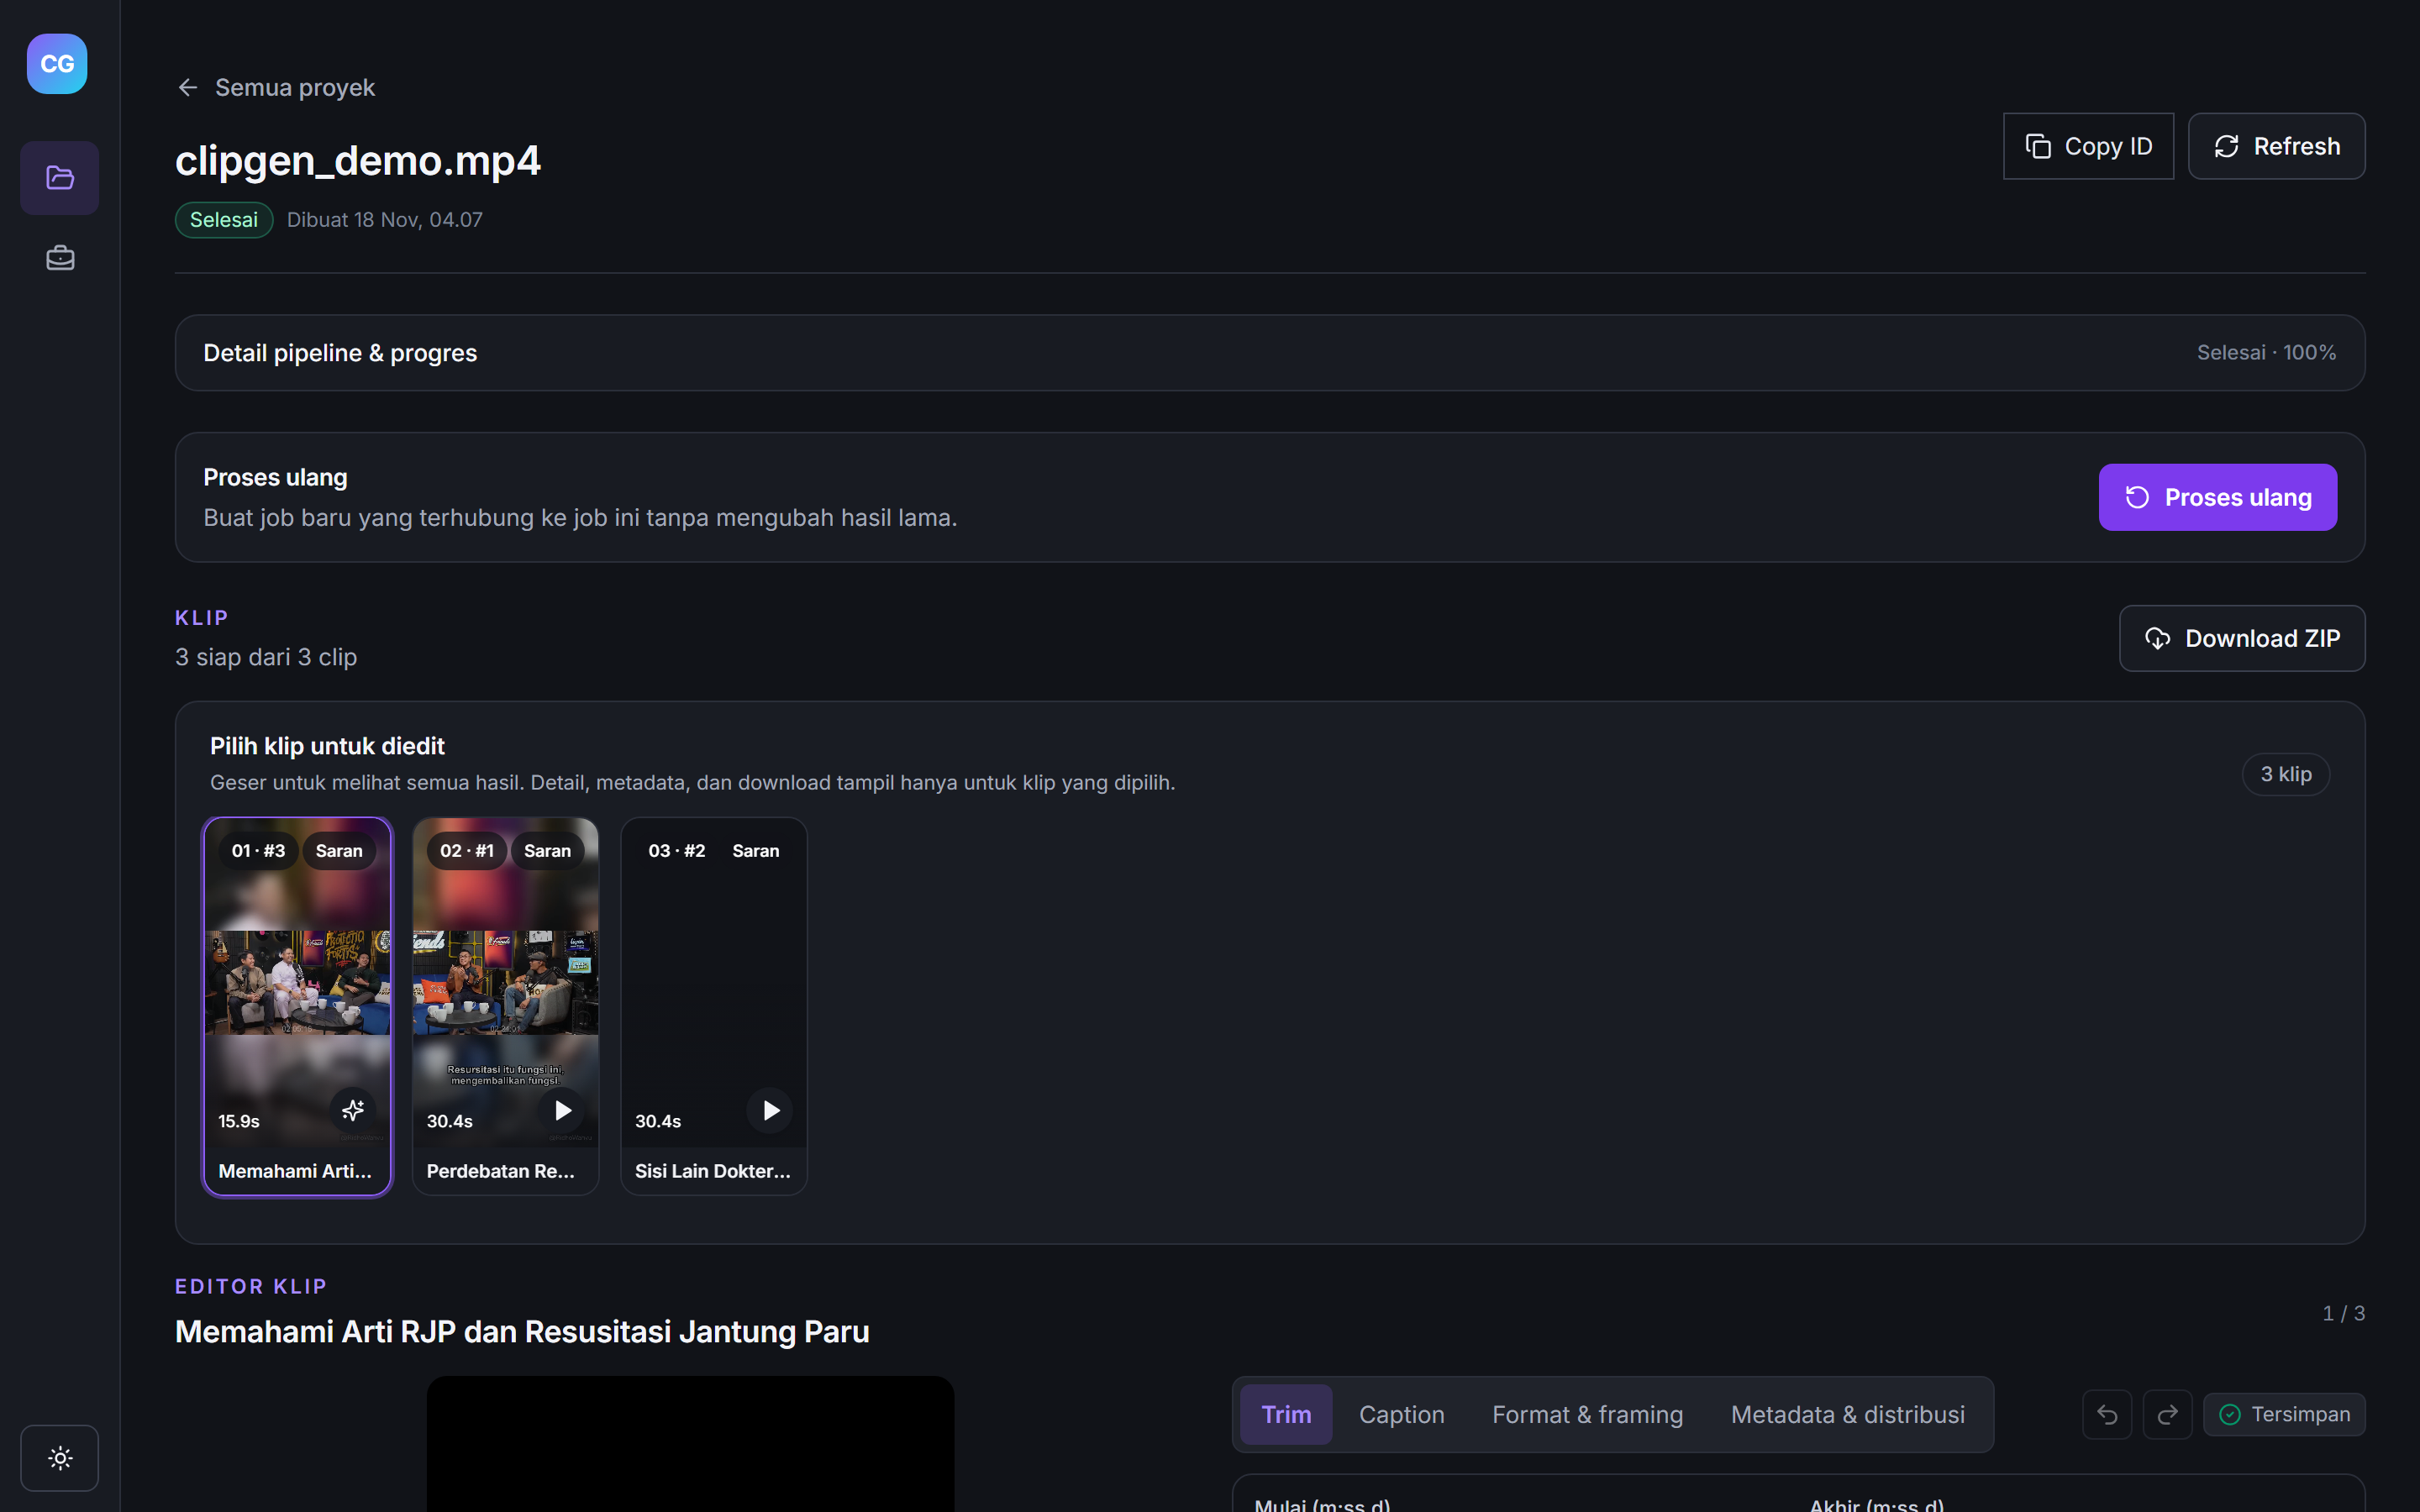 CG
Semua proyek
clipgen_demo.mp4
Copy ID
Refresh
Selesai
Dibuat 18 Nov, 04.07
Detail pipeline & progres
Selesai · 100%
Proses ulang
Buat job baru yang terhubung ke job ini tanpa mengubah hasil lama.
Proses ulang
KLIP
3 siap dari 3 clip
Download ZIP
Pilih klip untuk diedit
Geser untuk melihat semua hasil. Detail, metadata, dan download tampil hanya untuk klip yang dipilih.
3 klip
01 · #3 Saran
15.9s
Memahami Arti...
02 · #1 Saran
Resursitasi itu fungsi ini,
mengembalikan fungsi.
30.4s
Perdebatan Re...
03 · #2 Saran
30.4s
Sisi Lain Dokter...
EDITOR KLIP
Memahami Arti RJP dan Resusitasi Jantung Paru
1 / 3
Trim
Caption
Format & framing
Metadata & distribusi
Tersimpan
Mulai (m:ss.d)
Akhir (m:ss.d)